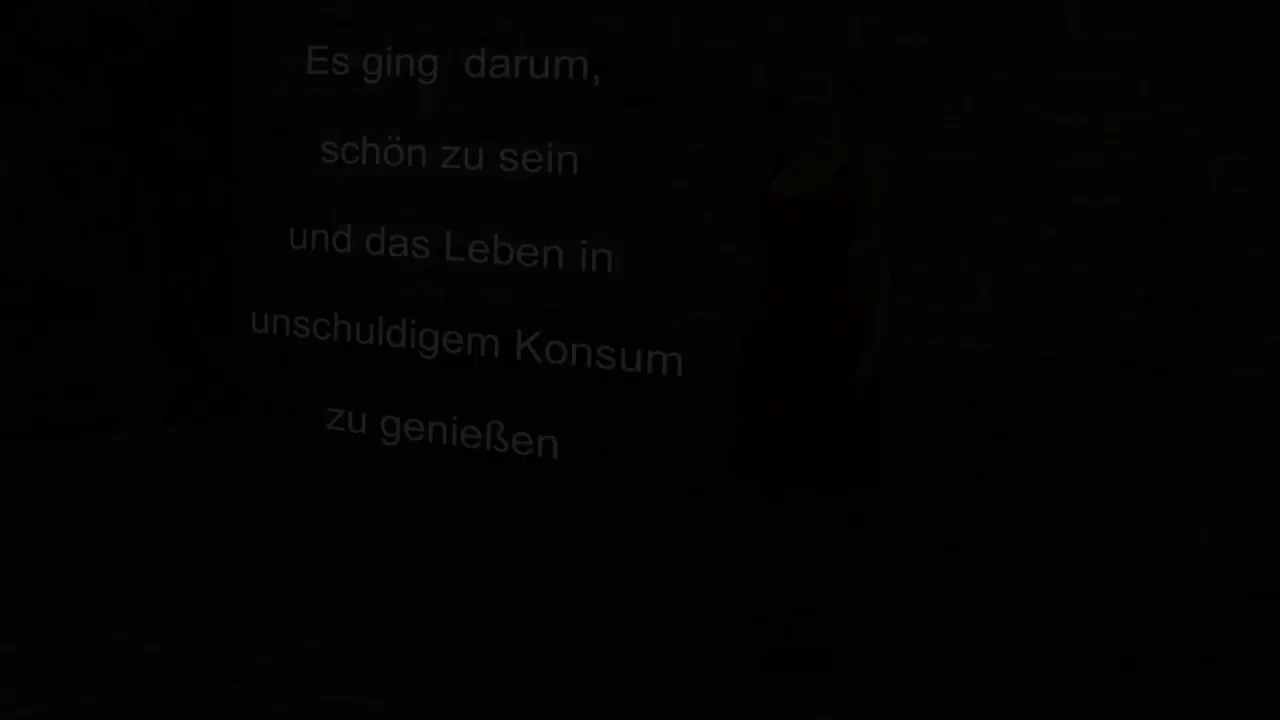 Es ging darum,
schön zu sein
und das Leben in
unschuldigem Konsum
zu genießen